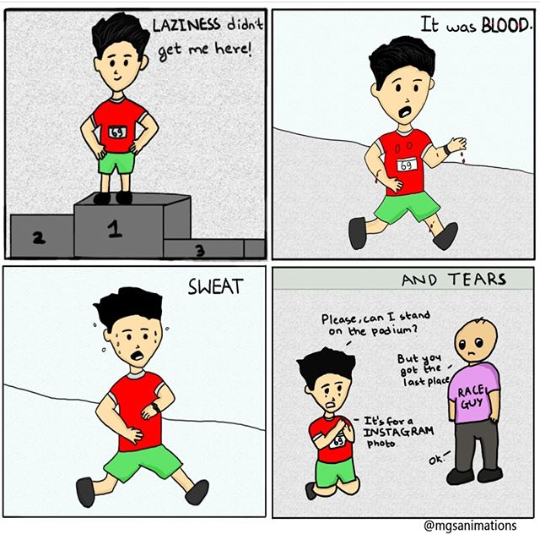 LAZINESS didn't
get me here!
69
2
1
3
It was BLOOD.
69
SWEAT
AND TEARS
Please, can I stand
on the podium?
But you
got the
last place
RACE
GUY
It's for a
INSTAGRAM
photo
69
OK.
@mgsanimations